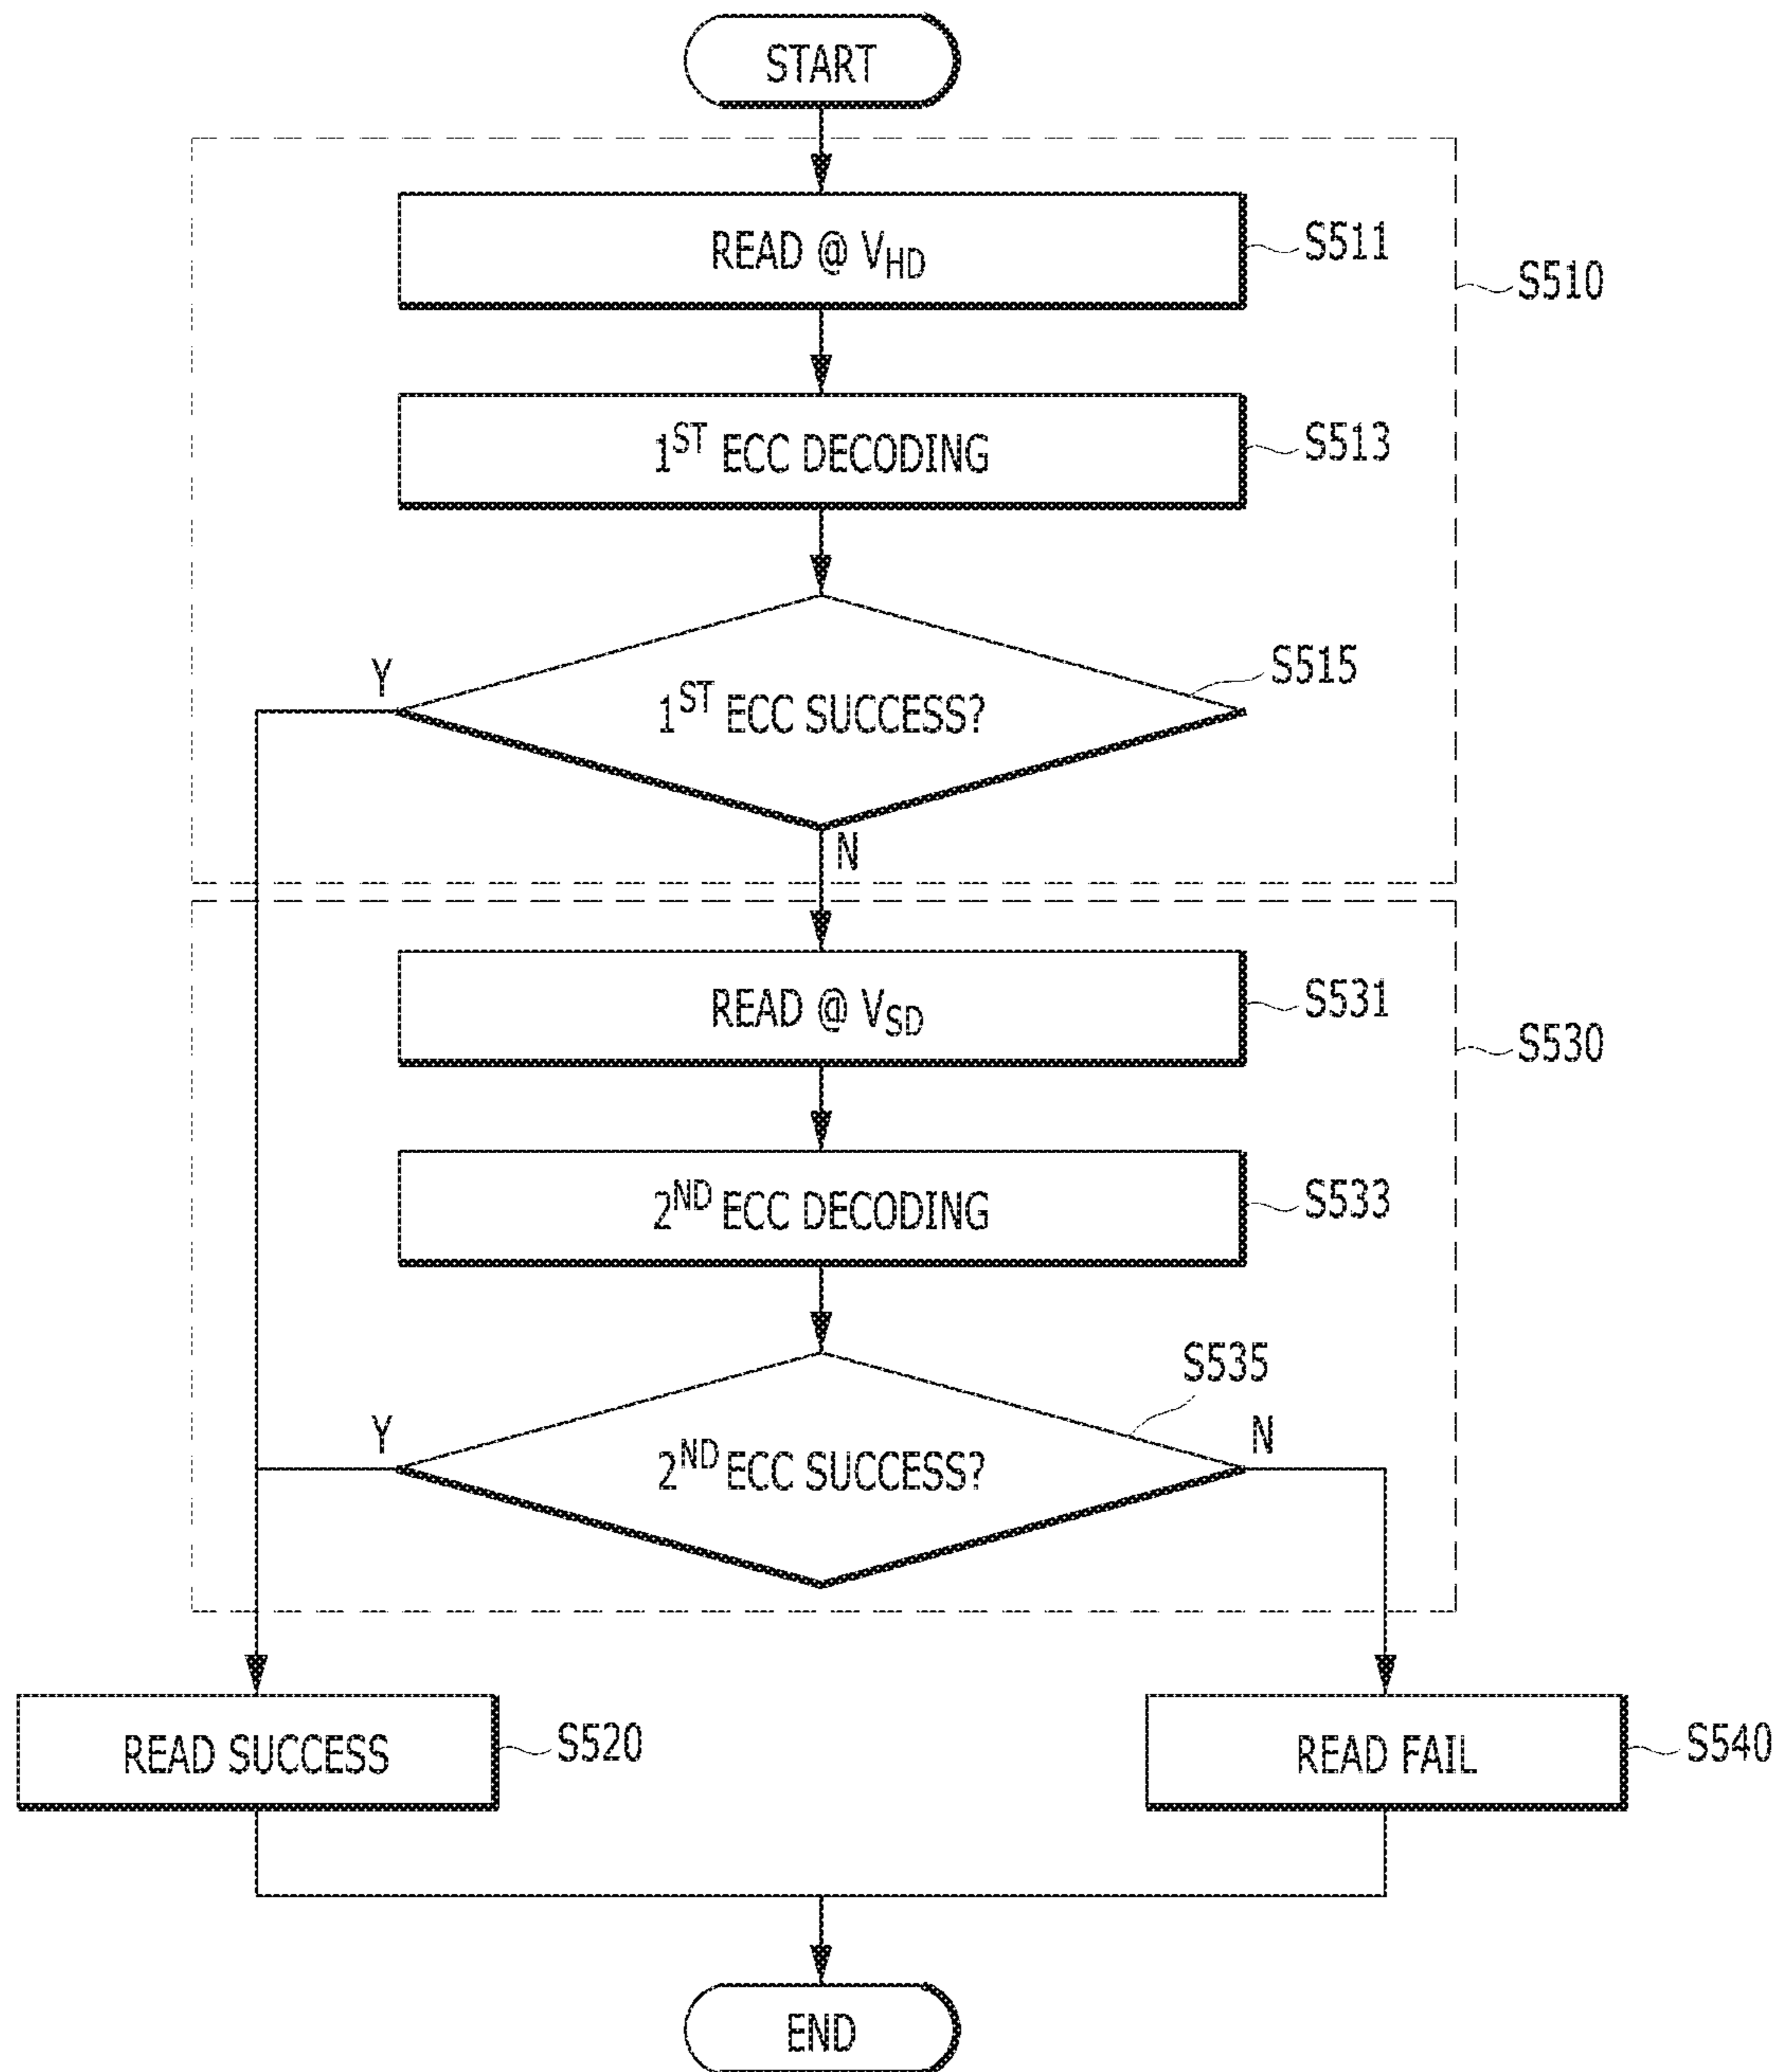 START
READ @ VHD
S511
S510
1ST ECC DECODING
S513
Y
1ST ECC SUCCESS?
S515
N
READ @ VSD
S531
S530
2ND ECC DECODING
S533
S535
Y
2ND ECC SUCCESS?
N
READ SUCCESS
S520
READ FAIL
S540
END